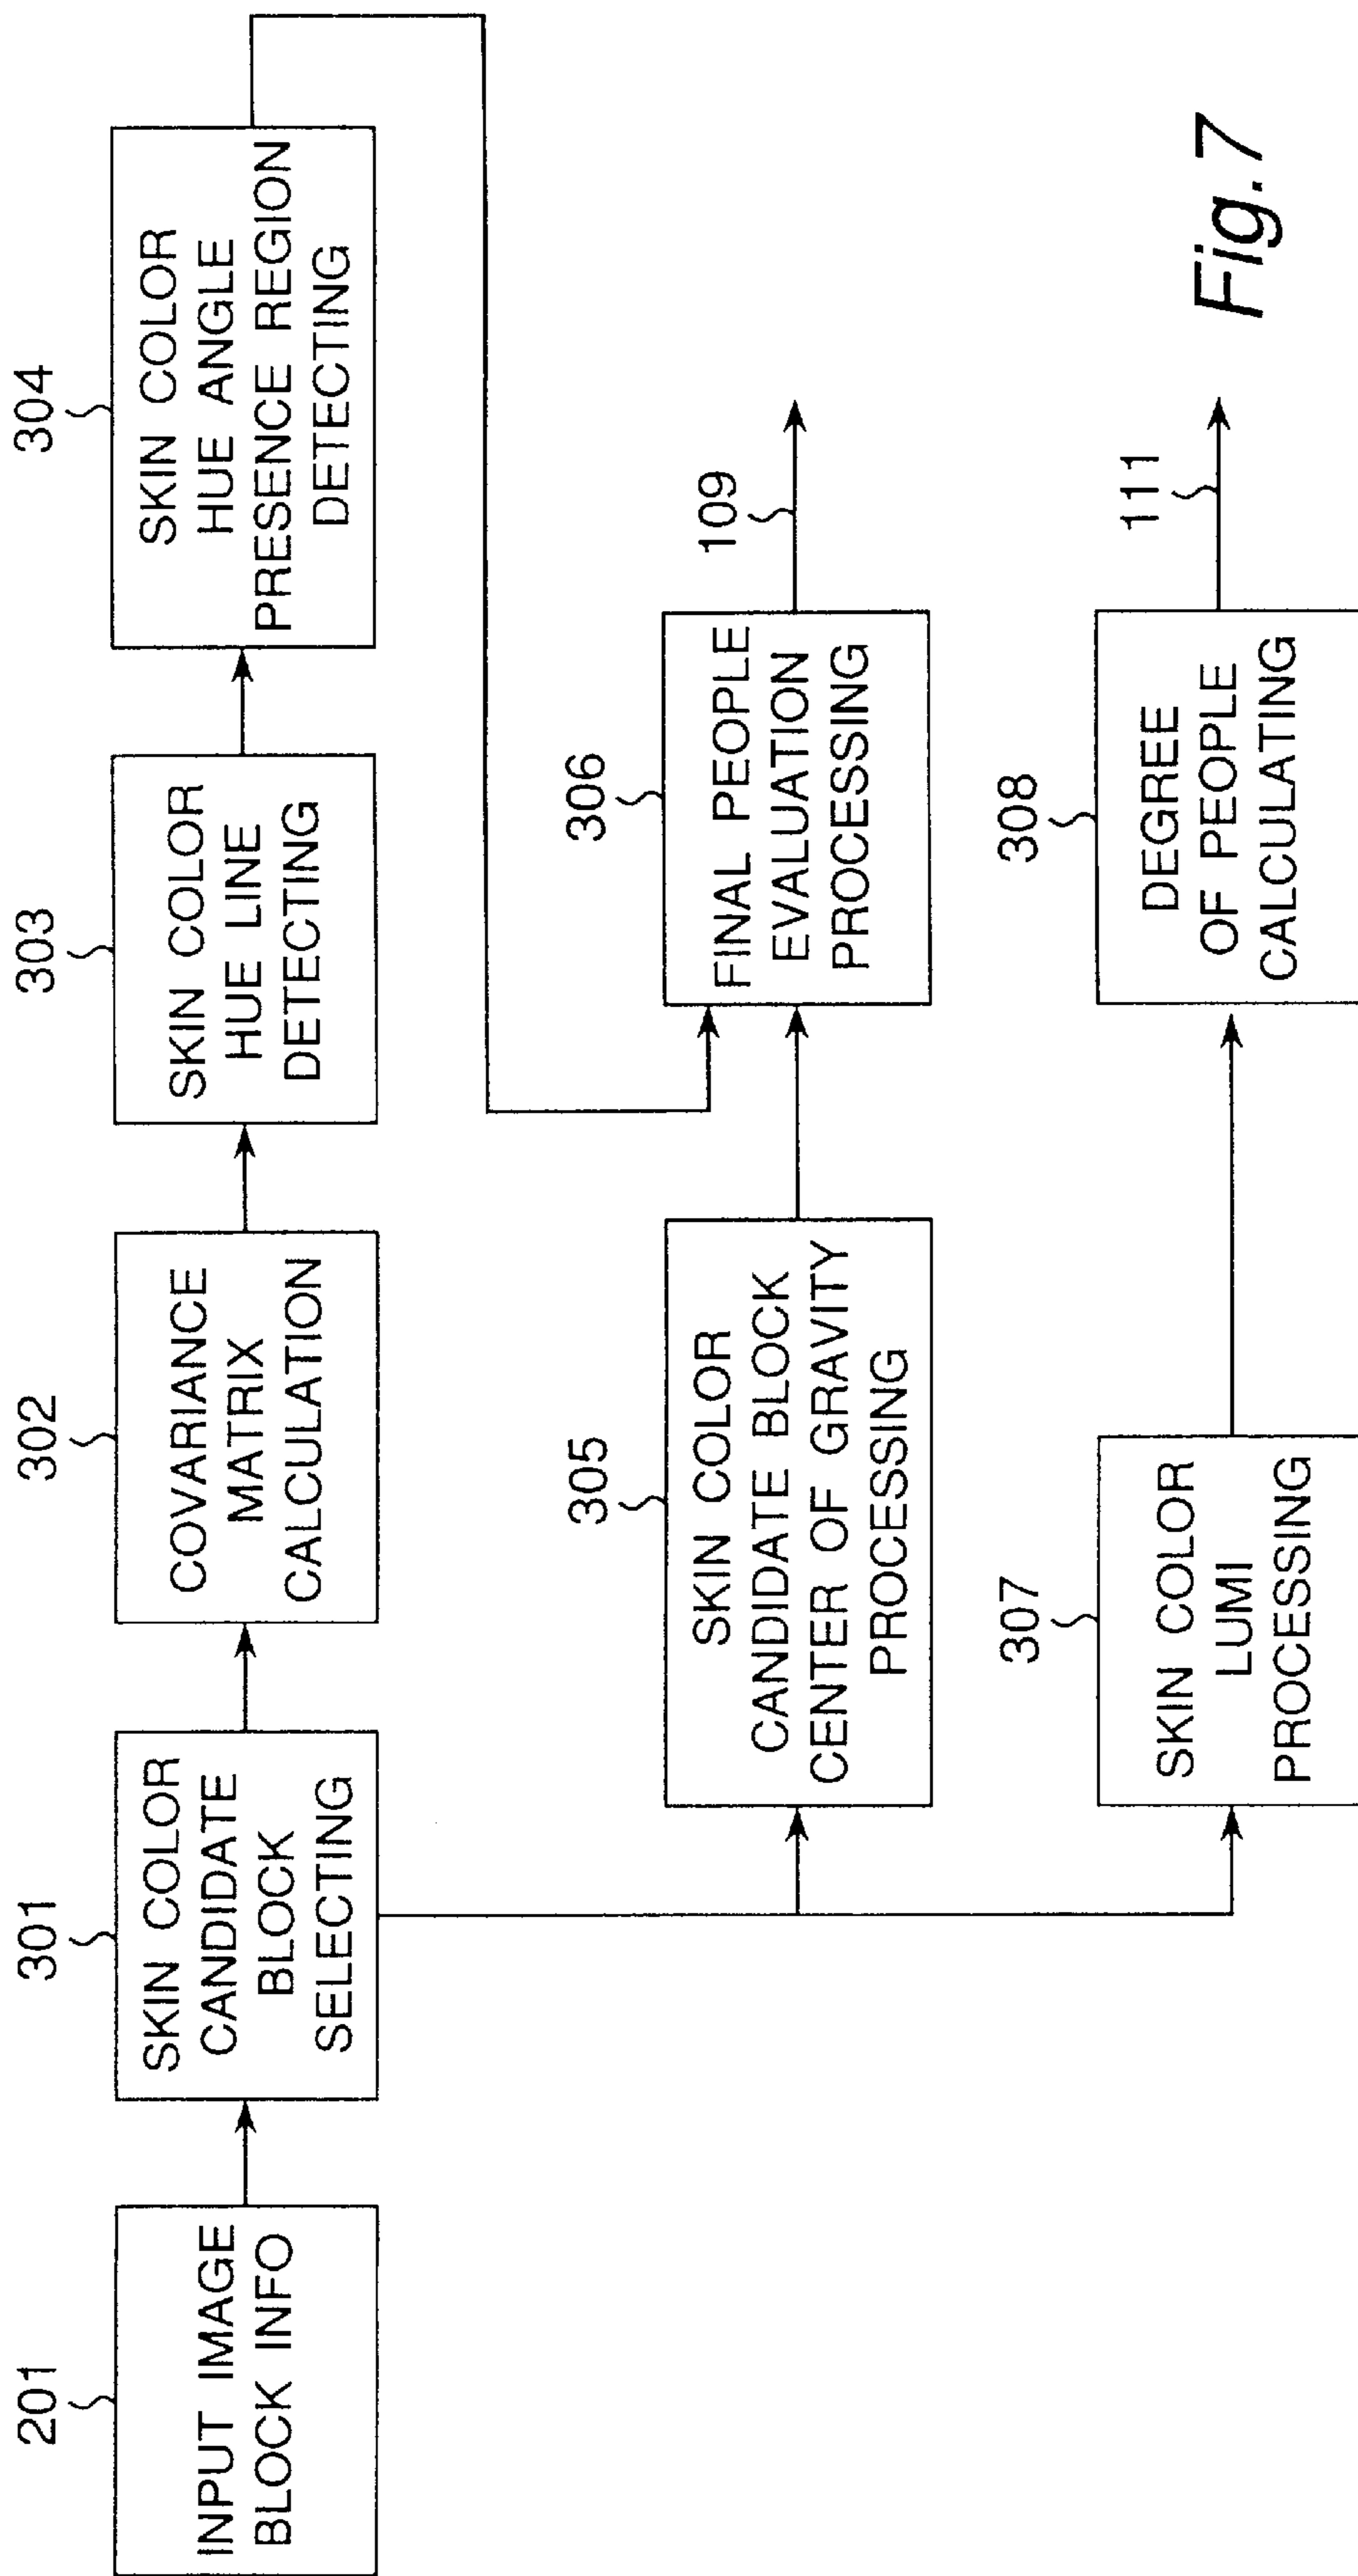 201
INPUT IMAGE
BLOCK INFO
301
SKIN COLOR
CANDIDATE
BLOCK
SELECTING
302
COVARIANCE
MATRIX
CALCULATION
303
SKIN COLOR
HUE LINE
DETECTING
304
SKIN COLOR
HUE ANGLE
PRESENCE REGION
DETECTING
305
SKIN COLOR
CANDIDATE BLOCK
CENTER OF GRAVITY
PROCESSING
306
FINAL PEOPLE
EVALUATION
PROCESSING
109
307
SKIN COLOR
LUMI
PROCESSING
308
DEGREE
OF PEOPLE
CALCULATING
111
Fig.7